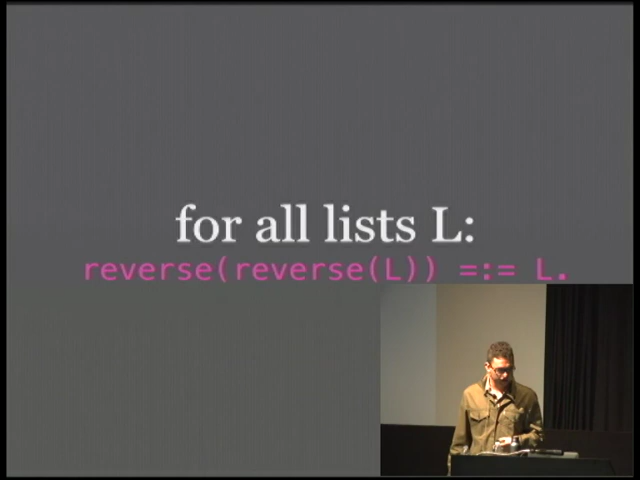 for all lists L:
reverse(reverse(L)) =:= L.